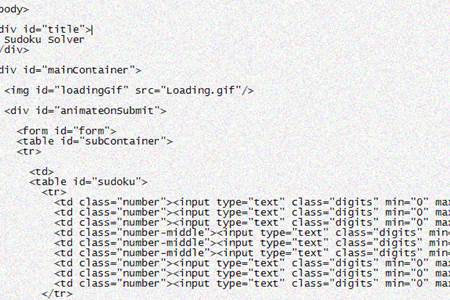 body>
div id="title">
Sudoku Solver
/div>
div id="mainContainer">
<img id="loadingGif" src="Loading.gif"/>
<div id="animateOnSubmit">
<form id="form">
<table id="subContainer">
<tr>
<td>
<table id="sudoku">
<tr>
<td class="number"><input type="text" class="digits" min="0" ma
<td class="number"><input type="text" class="digits" min="0" ma
<td class="number"><input type="text" class="digits" min="0" ma
<td class="number-middle"><input type="text" class="digits" min
<td class="number-middle"><input type="text" class="digits" min
<td class="number-middle"><input type="text" class="digits" min
<td class="number"><input type="text" class="digits" min="0" ma
<td class="number"><input type="text" class="digits" min="0" ma
<td class="number"><input type="text" class="digits" min="0" ma
</tr>